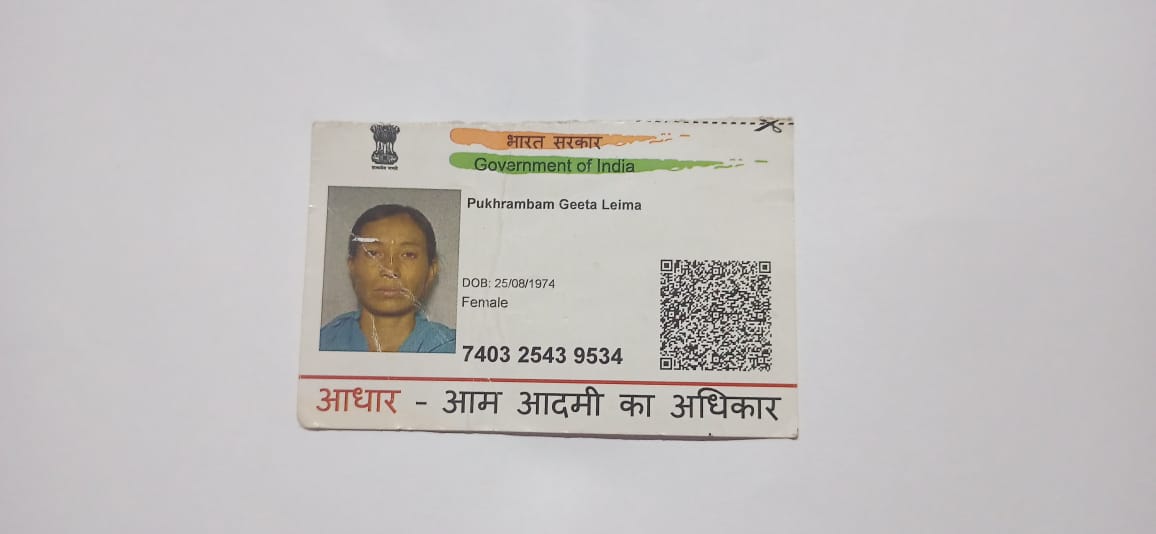 भारत सरकार
Government of India
Pukhrambam Geeta Leima
DOB: 25/08/1974
Female
7403 2543 9534
आधार - आम आदमी का अधिकार